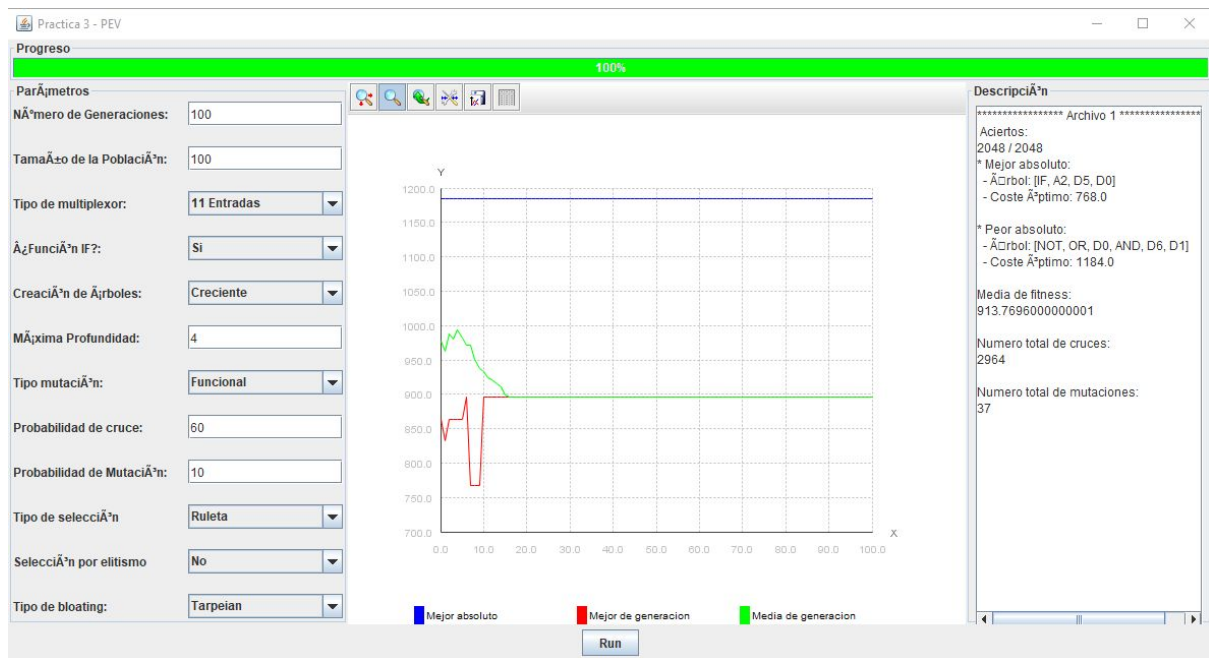 Practica 3 - PEV
Progreso
100%
ParÃ¡metros
NÃºmero de Generaciones: 100
TamaÃ±o de la PoblaciÃ³n: 100
Tipo de multiplexor: 11 Entradas
Â¿FunciÃ³n IF?: Si
CreaciÃ³n de Ã¡rboles: Creciente
MÃ¡xima Profundidad: 4
Tipo mutaciÃ³n: Funcional
Probabilidad de cruce: 60
Probabilidad de MutaciÃ³n: 10
Tipo de selecciÃ³n Ruleta
SelecciÃ³n por elitismo No
Tipo de bloating: Tarpeian
Y
1200.0
1150.0
1100.0
1050.0
1000.0
950.0
900.0
850.0
800.0
750.0
700.0
X
0.0 10.0 20.0 30.0 40.0 50.0 60.0 70.0 80.0 90.0 100.0
Mejor absoluto Mejor de generacion Media de generacion
DescripciÃ³n
***************** Archivo 1 ****************
Aciertos:
2048 / 2048
* Mejor absoluto:
- Ã□rbol: [IF, A2, D5, D0]
- Coste Ã³ptimo: 768.0
* Peor absoluto:
- Ã□rbol: [NOT, OR, D0, AND, D6, D1]
- Coste Ã³ptimo: 1184.0
Media de fitness:
913.7696000000001
Numero total de cruces:
2964
Numero total de mutaciones:
37
Run